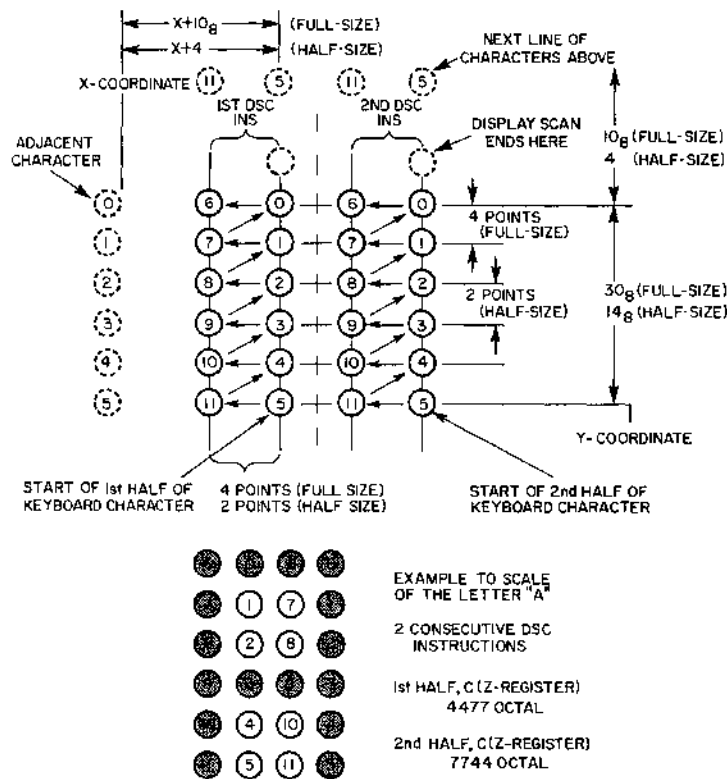 X+10₈ (FULL-SIZE)
X+4 (HALF-SIZE)
X-COORDINATE 11 5 11 5
NEXT LINE OF
CHARACTERS ABOVE
1ST DSC
INS
2ND DSC
INS
DISPLAY SCAN
ENDS HERE
10₈ (FULL-SIZE)
4 (HALF-SIZE)
ADJACENT
CHARACTER
0 6 0 6 0
1 7 1 7 1
2 8 2 8 2
3 9 3 9 3
4 10 4 10 4
5 11 5 11 5
4
POINTS
(FULL-SIZE)
2 POINTS
(HALF-SIZE)
30₈ (FULL-SIZE)
14₈ (HALF-SIZE)
Y-COORDINATE
START OF 1st HALF OF
KEYBOARD CHARACTER
4 POINTS (FULL SIZE)
2 POINTS (HALF SIZE)
START OF 2nd HALF OF
KEYBOARD CHARACTER
1 7
2 8
4 10
5 11
EXAMPLE TO SCALE
OF THE LETTER "A"
2 CONSECUTIVE DSC
INSTRUCTIONS
1st HALF, C(Z-REGISTER)
4477 OCTAL
2nd HALF, C(Z-REGISTER)
7744 OCTAL